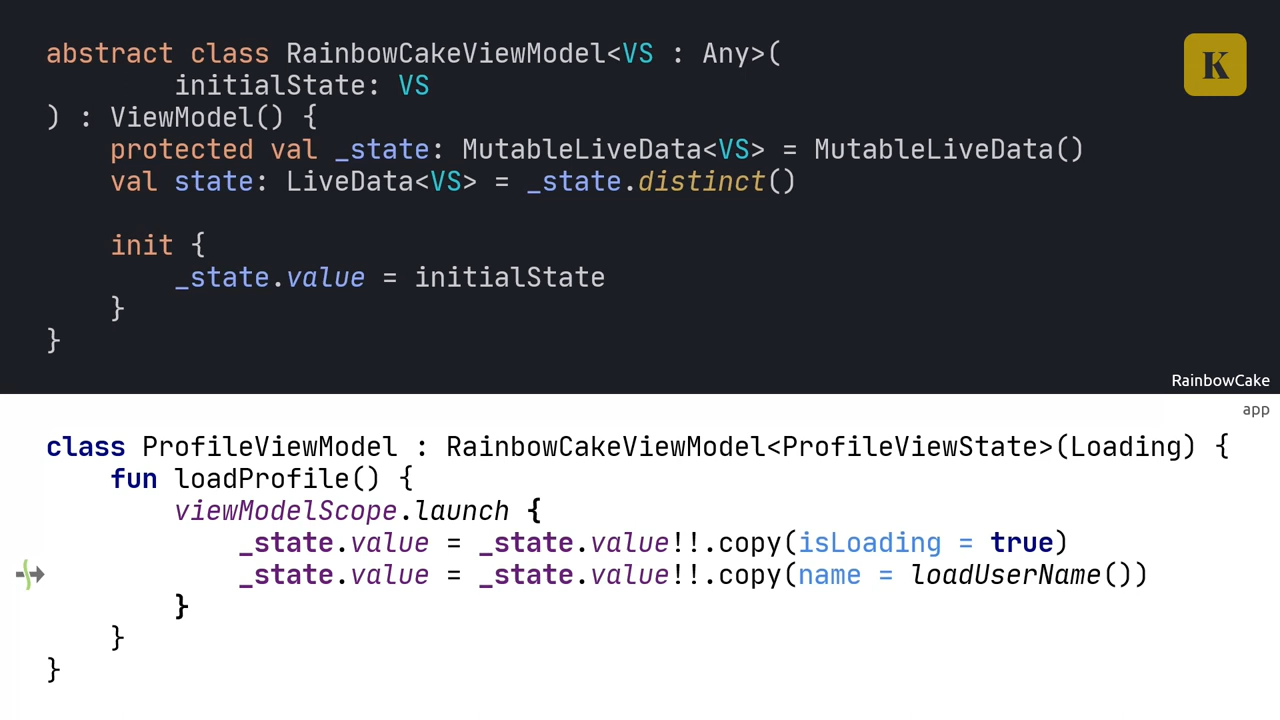 abstract class RainbowCakeViewModel<VS : Any>(
        initialState: VS
) : ViewModel() {
    protected val _state: MutableLiveData<VS> = MutableLiveData()
    val state: LiveData<VS> = _state.distinct()

    init {
        _state.value = initialState
    }
}
K
RainbowCake
app
class ProfileViewModel : RainbowCakeViewModel<ProfileViewState>(Loading) {
    fun loadProfile() {
        viewModelScope.launch {
            _state.value = _state.value!!.copy(isLoading = true)
            _state.value = _state.value!!.copy(name = loadUserName())
        }
    }
}